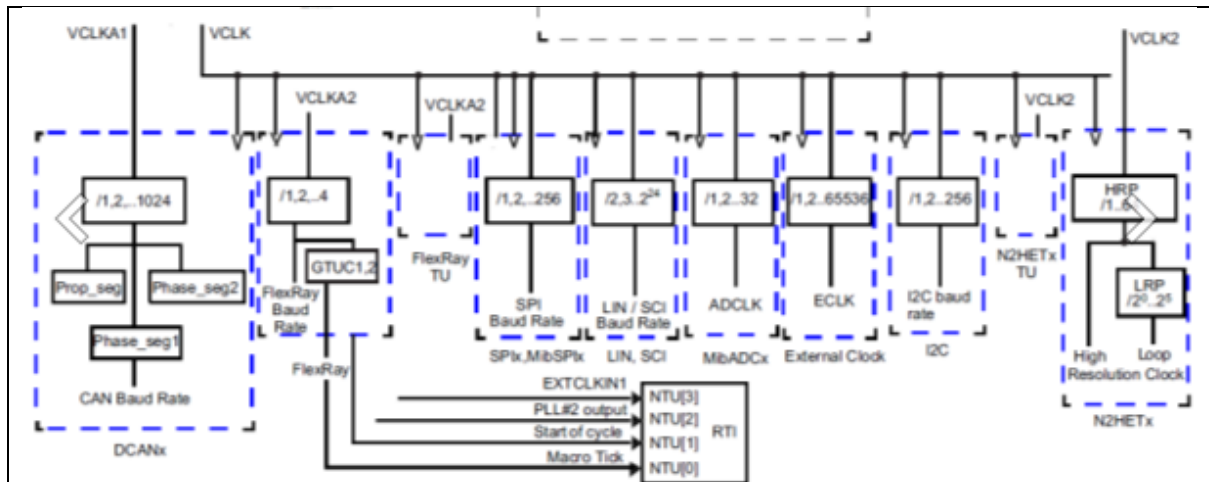 VCLKA1
VCLK
VCLK2
VCLKA2
VCLKA2
VCLK2
/1,2,..1024
/1,2,..4
/1,2,..256
/2,3..2²⁴
/1,2..32
/1,2..65536
/1,2..256
HRP
/1..6
Prop_seg
Phase_seg2
GTUC1,2
FlexRay
TU
N2HETx
TU
LRP
/2⁰..2⁵
Phase_seg1
FlexRay
Baud
Rate
SPI
Baud Rate
LIN / SCI
Baud Rate
ADCLK
ECLK
I2C baud
rate
SPIx,MibSPIx
LIN, SCI
MibADCx
External Clock
I2C
High
Loop
Resolution Clock
CAN Baud Rate
FlexRay
EXTCLKIN1
PLL#2 output
Start of cycle
Macro Tick
NTU[3]
NTU[2]
NTU[1]
NTU[0]
RTI
N2HETx
DCANx